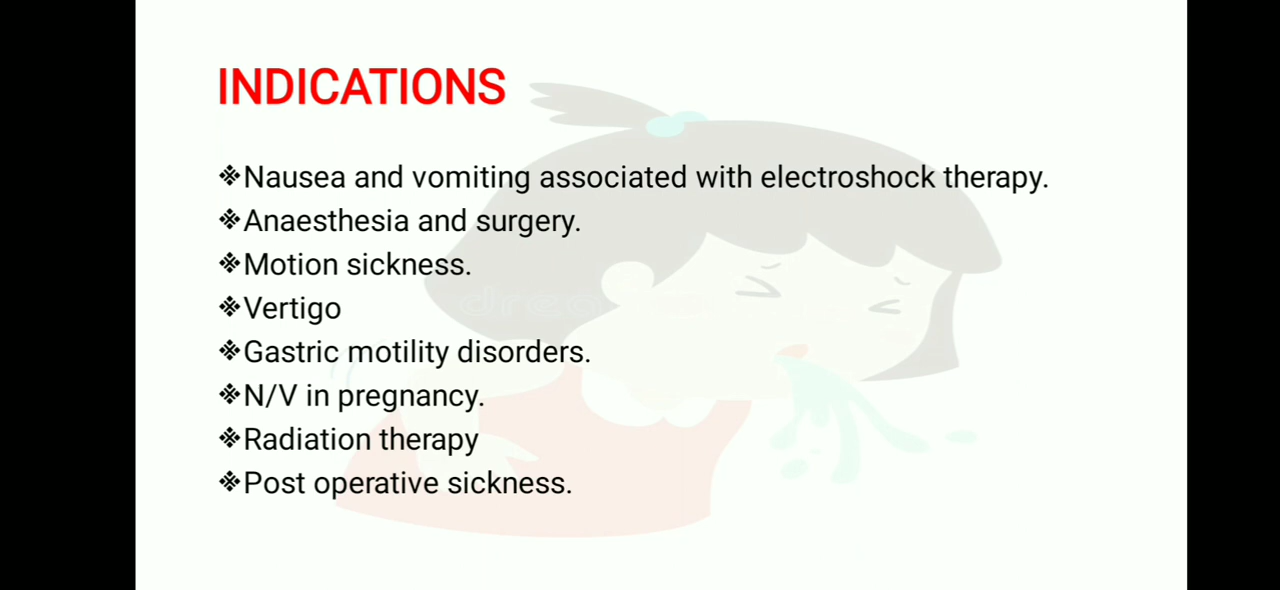 INDICATIONS
❖Nausea and vomiting associated with electroshock therapy.
❖Anaesthesia and surgery.
❖Motion sickness.
❖Vertigo
❖Gastric motility disorders.
❖N/V in pregnancy.
❖Radiation therapy
❖Post operative sickness.